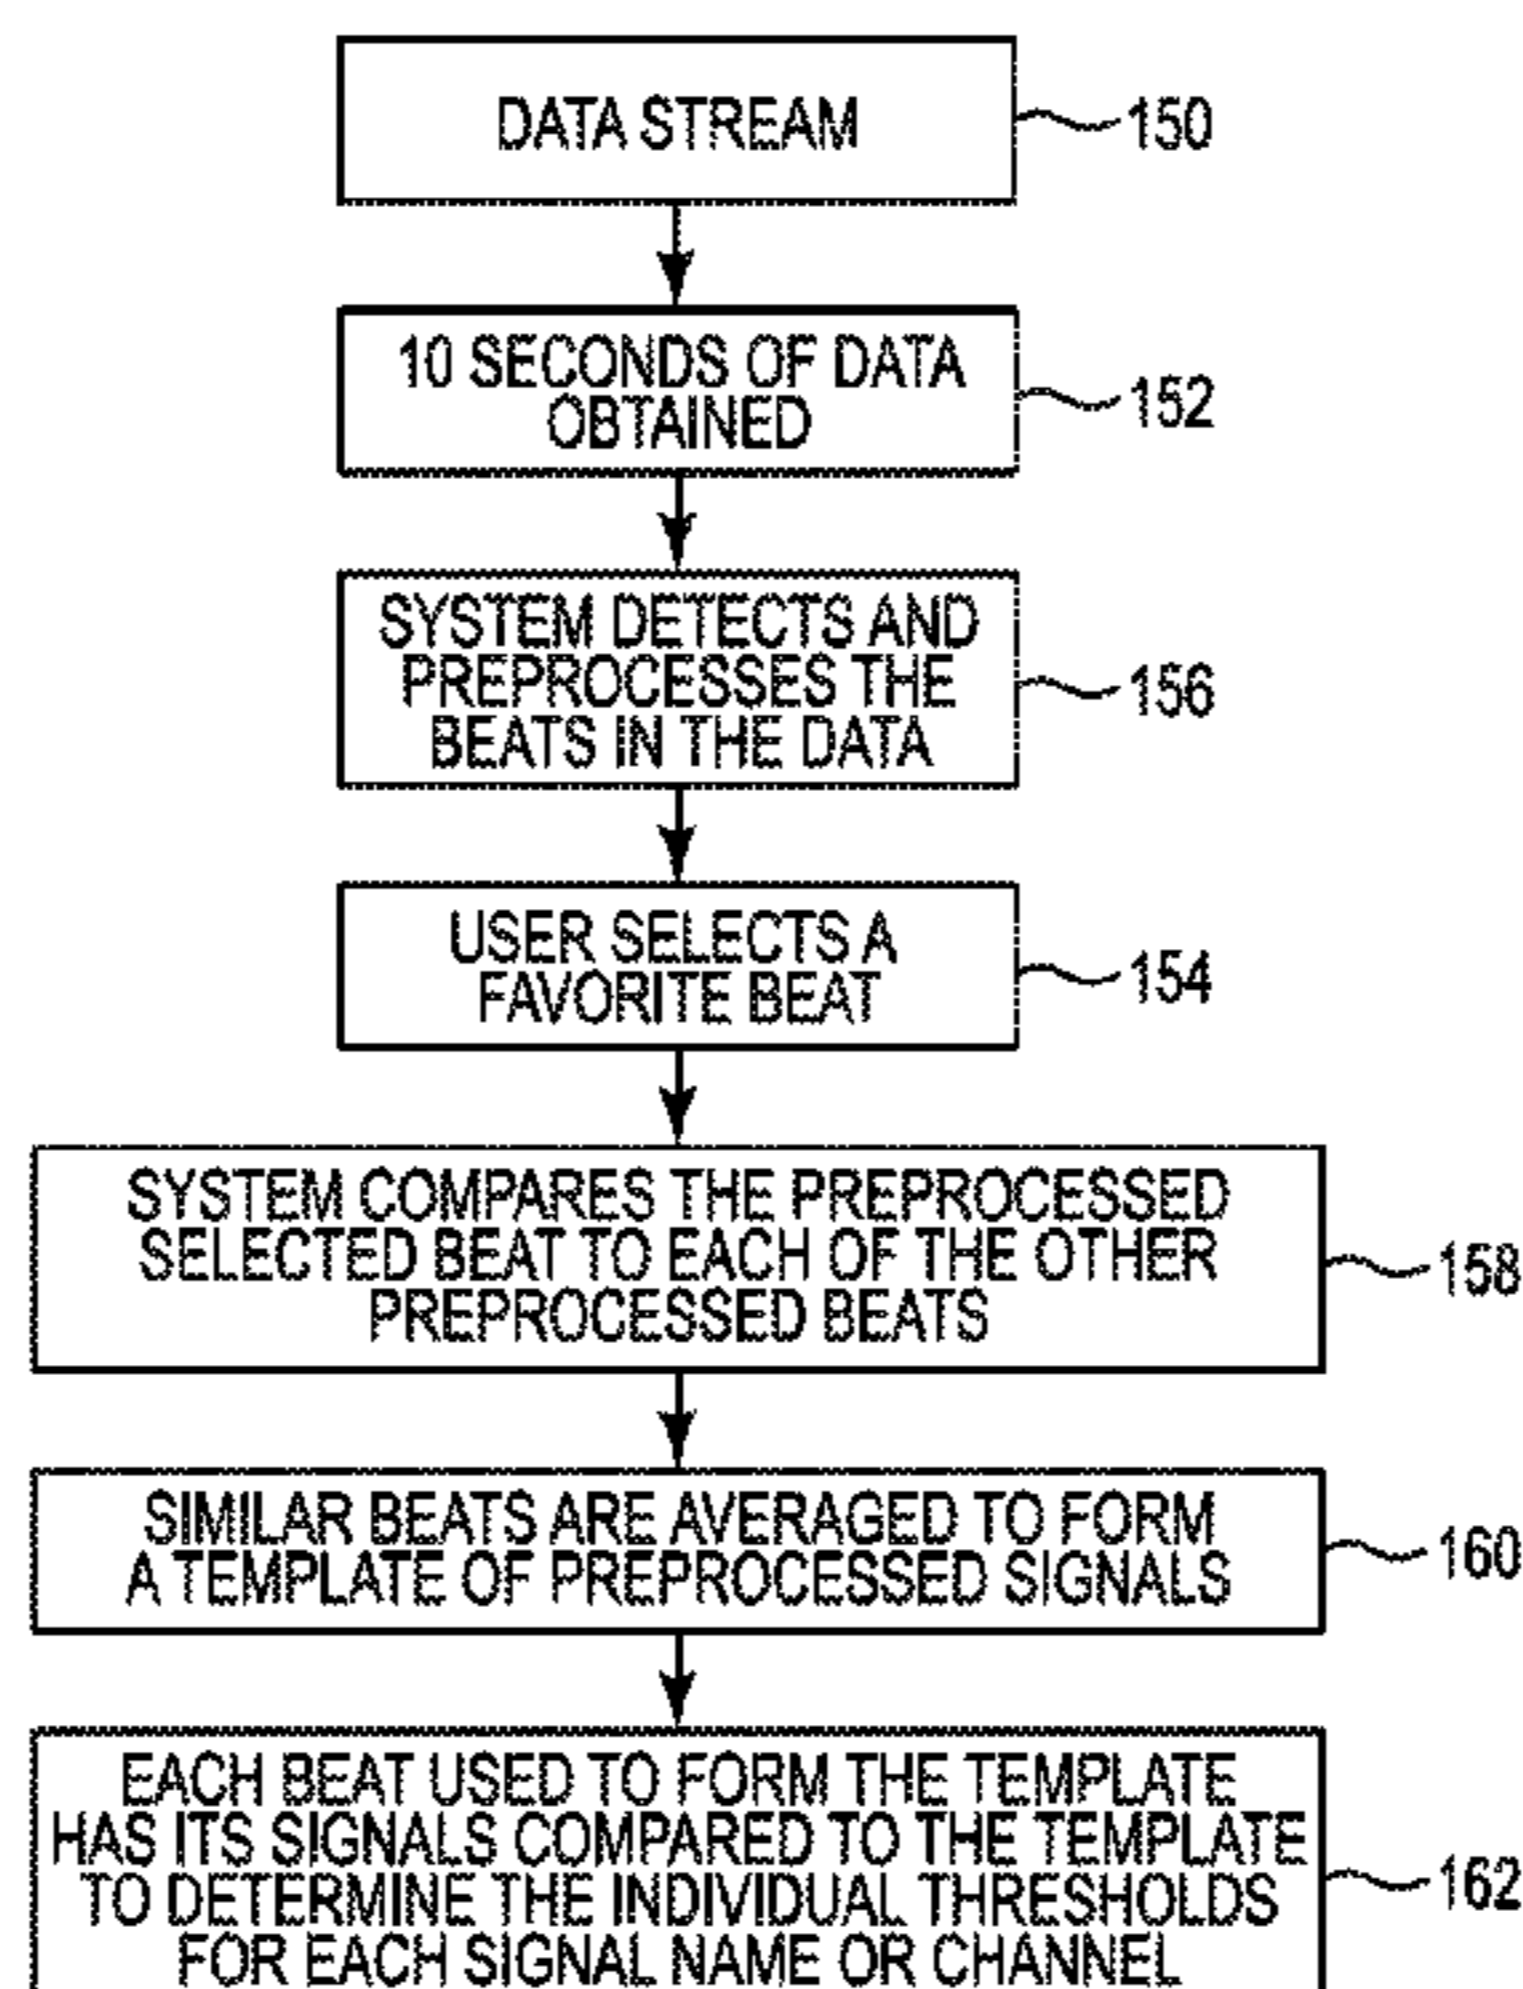 DATA STREAM
150
10 SECONDS OF DATA
OBTAINED
152
SYSTEM DETECTS AND
PREPROCESSES THE
BEATS IN THE DATA
156
USER SELECTS A
FAVORITE BEAT
154
SYSTEM COMPARES THE PREPROCESSED
SELECTED BEAT TO EACH OF THE OTHER
PREPROCESSED BEATS
158
SIMILAR BEATS ARE AVERAGED TO FORM
A TEMPLATE OF PREPROCESSED SIGNALS
160
EACH BEAT USED TO FORM THE TEMPLATE
HAS ITS SIGNALS COMPARED TO THE TEMPLATE
TO DETERMINE THE INDIVIDUAL THRESHOLDS
FOR EACH SIGNAL NAME OR CHANNEL
162